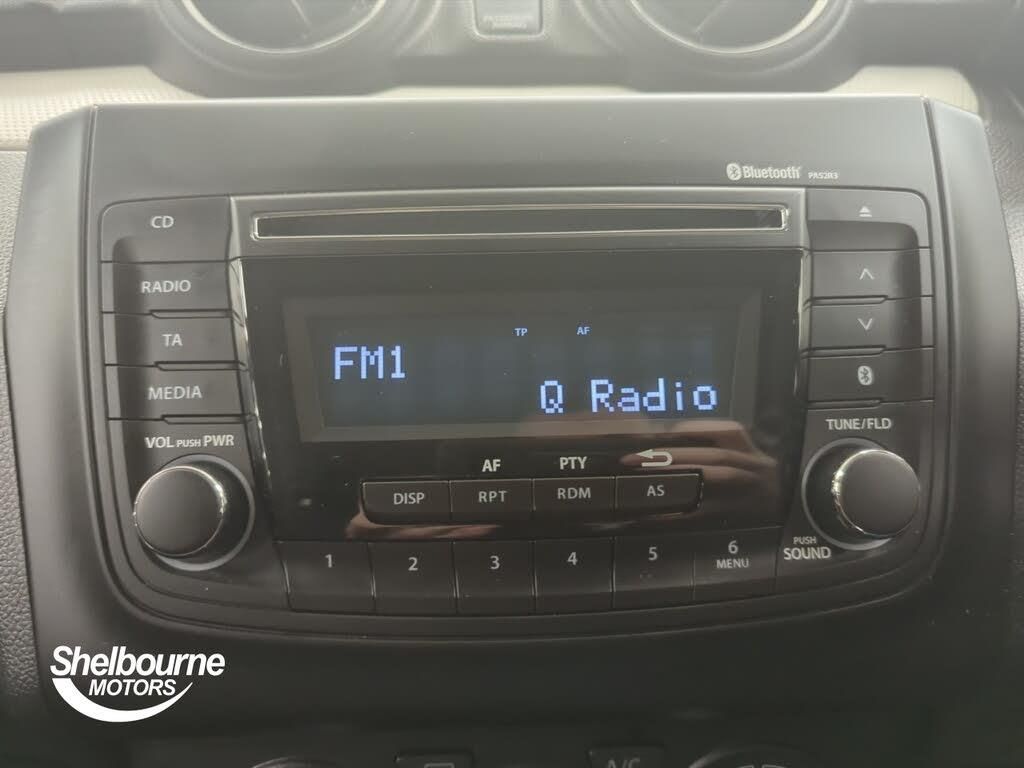 Bluetooth PA52R3
CD
RADIO
TA
MEDIA
VOL PUSH PWR
TP AF
FM1
Q Radio
AF PTY
DISP RPT RDM AS
1 2 3 4 5 6
MENU
TUNE/FLD
PUSH
SOUND
Shelbourne
MOTORS
A/C